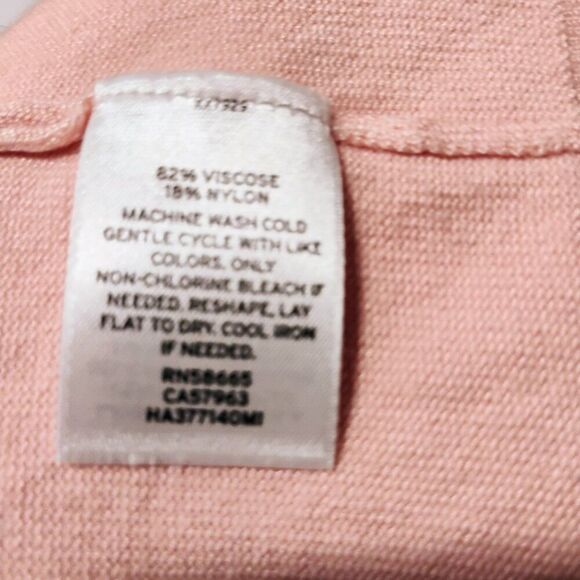 82% VISCOSE
18% NYLON
MACHINE WASH COLD
GENTLE CYCLE WITH LIKE
COLORS. ONLY
NON-CHLORINE BLEACH IF
NEEDED. RESHAPE, LAY
FLAT TO DRY. COOL IRON
IF NEEDED.
RN58665
CA57963
HA377140MI